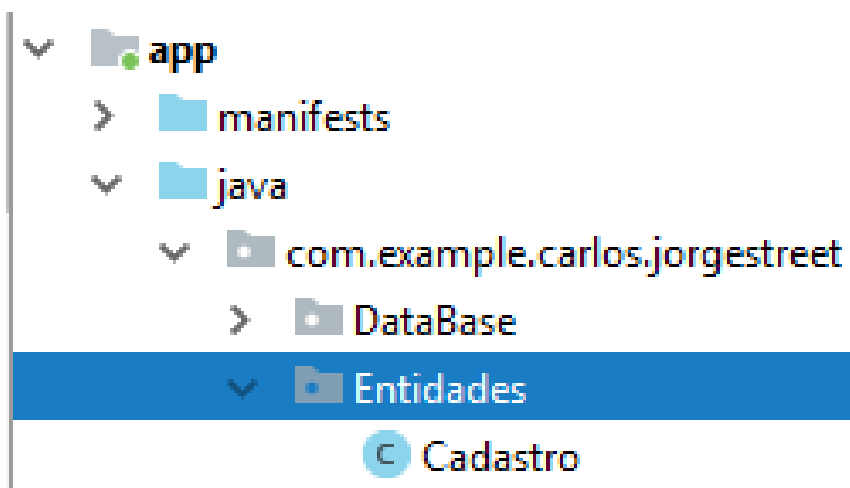 app
manifests
java
com.example.carlos.jorgestreet
DataBase
Entidades
C Cadastro